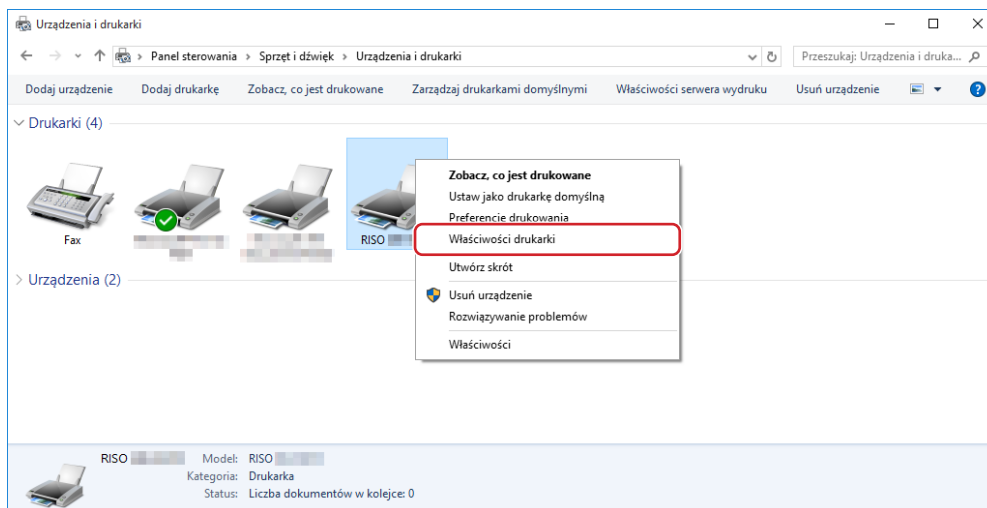 Urządzenia i drukarki
Panel sterowania › Sprzęt i dźwięk › Urządzenia i drukarki
Przeszukaj: Urządzenia i druka...
Dodaj urządzenie Dodaj drukarkę Zobacz, co jest drukowane Zarządzaj drukarkami domyślnymi Właściwości serwera wydruku Usuń urządzenie
Drukarki (4)
Fax
RISO
Zobacz, co jest drukowane
Ustaw jako drukarkę domyślną
Preferencje drukowania
Właściwości drukarki
Utwórz skrót
Usuń urządzenie
Rozwiązywanie problemów
Właściwości
Urządzenia (2)
RISO Model: RISO
Kategoria: Drukarka
Status: Liczba dokumentów w kolejce: 0